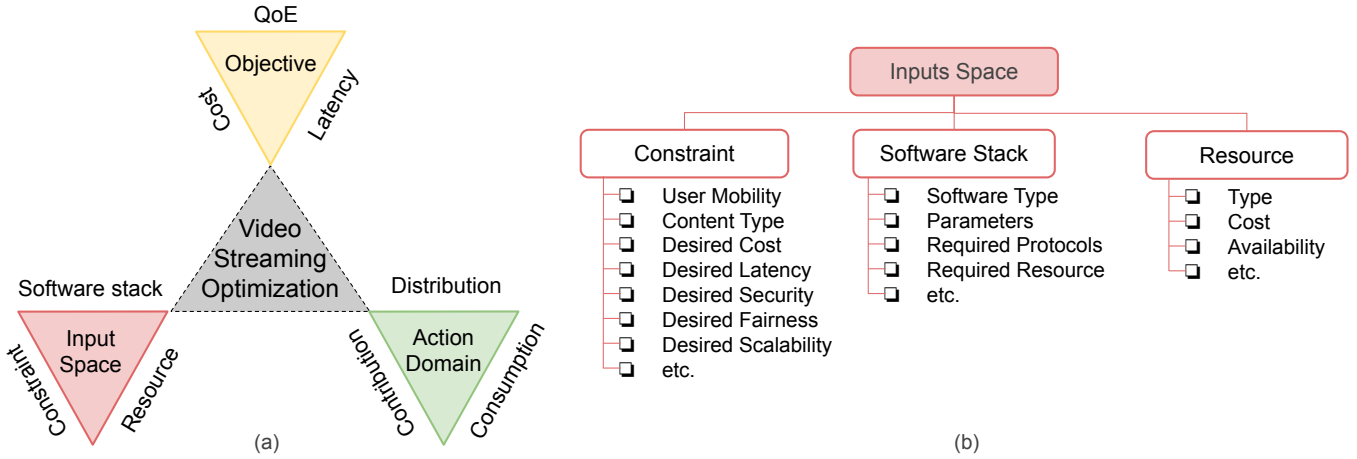 QoE
Objective
Cost
Latency
Video
Streaming
Optimization
Software stack
Input
Space
Constraint
Resource
Distribution
Action
Domain
Contribution
Consumption
(a)
Inputs Space
Constraint
User Mobility
Content Type
Desired Cost
Desired Latency
Desired Security
Desired Fairness
Desired Scalability
etc.
Software Stack
Software Type
Parameters
Required Protocols
Required Resource
etc.
Resource
Type
Cost
Availability
etc.
(b)